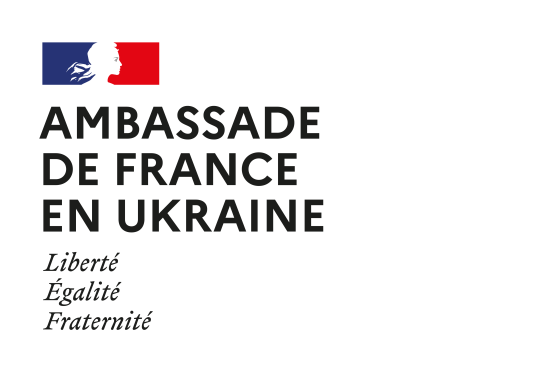 AMBASSADE
DE FRANCE
EN UKRAINE
Liberté
Égalité
Fraternité